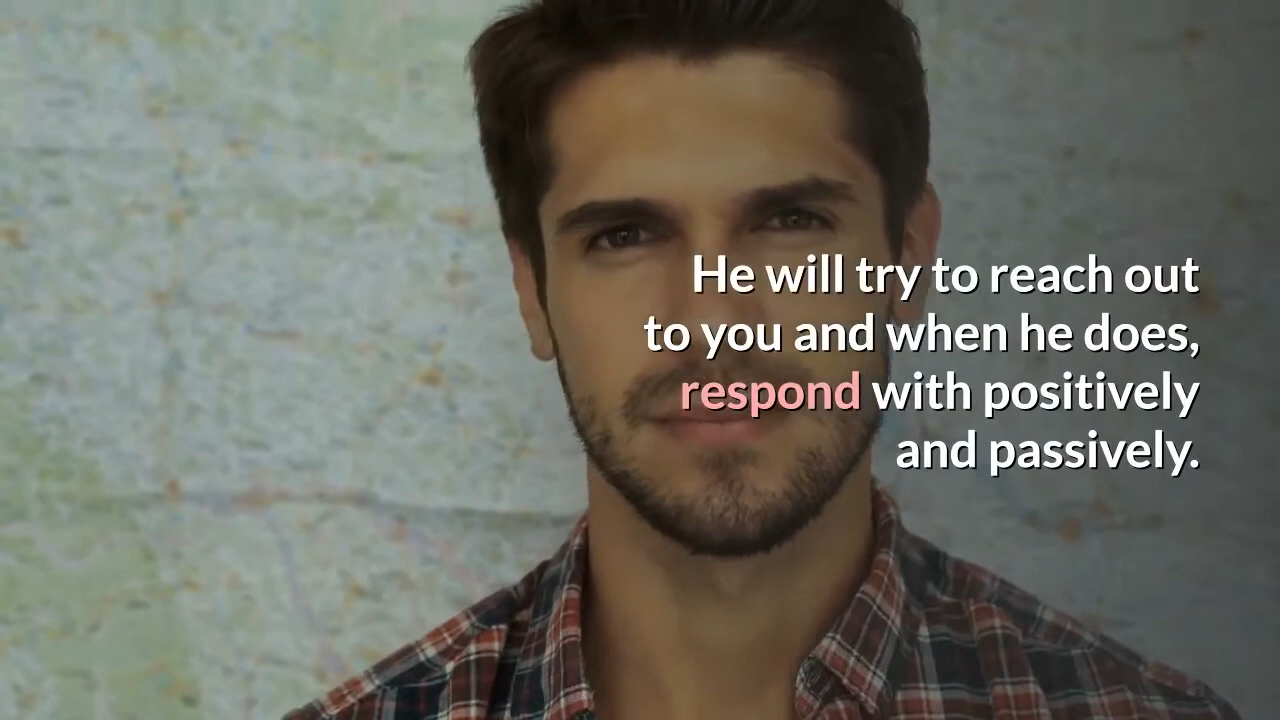 He will try to reach out
to you and when he does,
respond with positively
and passively.